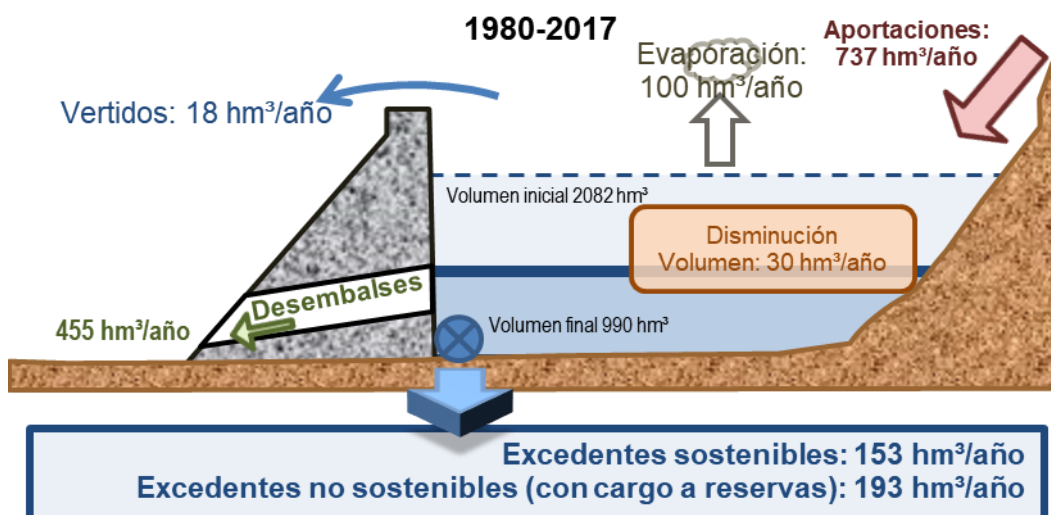 1980-2017
Aportaciones:
737 hm³/año
Evaporación:
100 hm³/año
Vertidos: 18 hm³/año
Volumen inicial 2082 hm³
Disminución
Volumen: 30 hm³/año
Desembalses
455 hm³/año
Volumen final 990 hm³
Excedentes sostenibles: 153 hm³/año
Excedentes no sostenibles (con cargo a reservas): 193 hm³/año